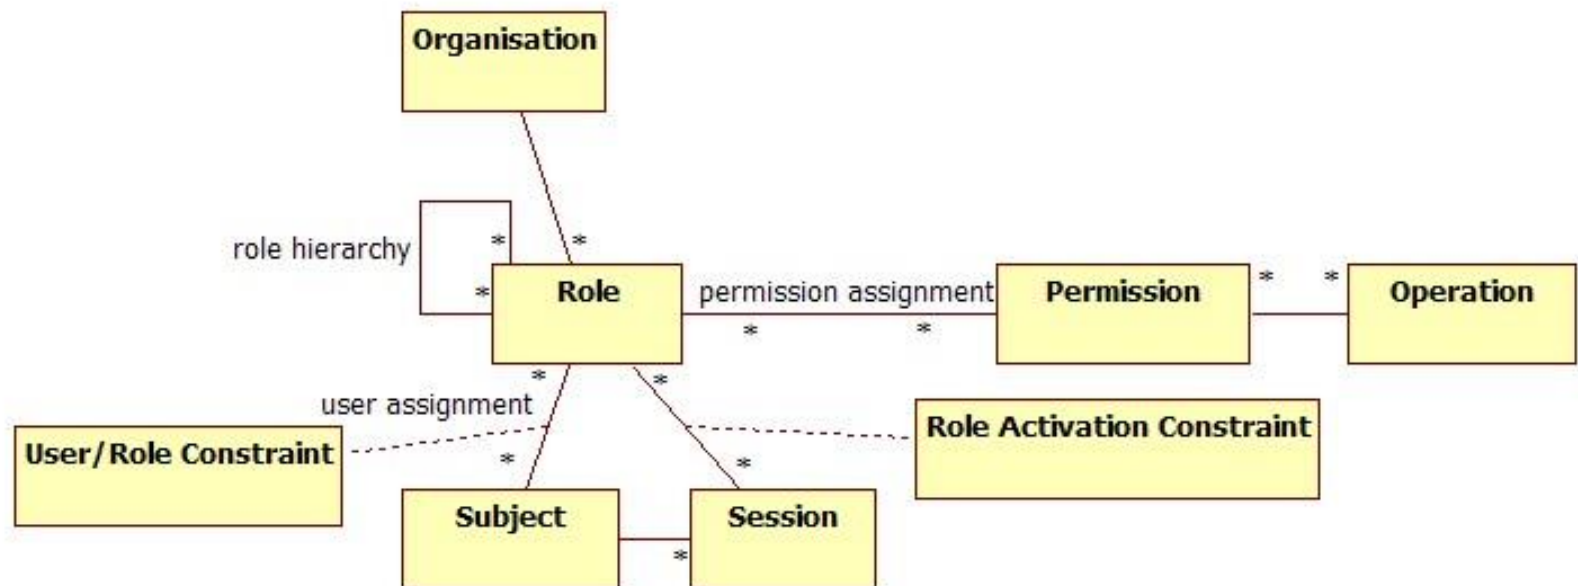 Organisation
role hierarchy
*
*
*
Role
permission assignment
*
*
Permission
*
*
Operation
*
*
user assignment
User/Role Constraint
Role Activation Constraint
*
*
Subject
*
Session